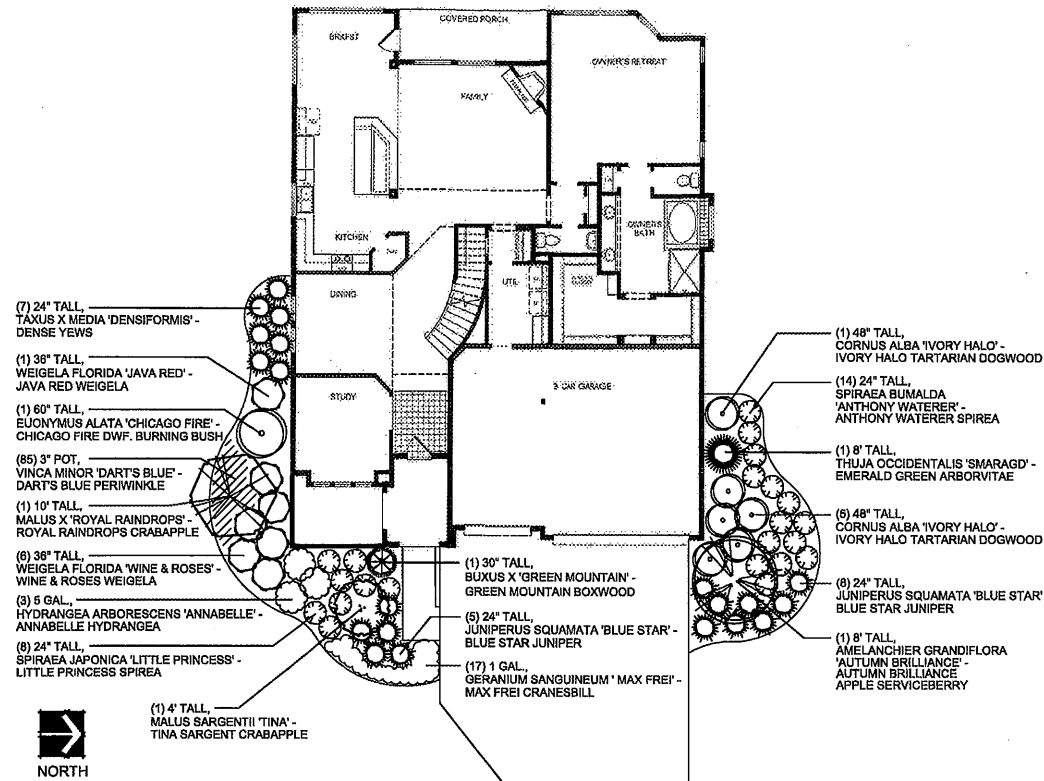 COVERED PORCH
BRKFST
OWNER'S RETREAT
FAMILY
OWNER'S
BATH
KITCHEN
UTIL
DINING
3 CAR GARAGE
STUDY
(7) 24" TALL,
TAXUS X MEDIA 'DENSIFORMIS' -
DENSE YEWS
(1) 36" TALL,
WEIGELA FLORIDA 'JAVA RED' -
JAVA RED WEIGELA
(1) 60" TALL,
EUONYMUS ALATA 'CHICAGO FIRE' -
CHICAGO FIRE DWF. BURNING BUSH
(85) 3" POT,
VINCA MINOR 'DART'S BLUE' -
DART'S BLUE PERIWINKLE
(1) 10' TALL,
MALUS X 'ROYAL RAINDROPS' -
ROYAL RAINDROPS CRABAPPLE
(6) 36" TALL,
WEIGELA FLORIDA 'WINE & ROSES' -
WINE & ROSES WEIGELA
(3) 5 GAL.,
HYDRANGEA ARBORESCENS 'ANNABELLE' -
ANNABELLE HYDRANGEA
(8) 24" TALL,
SPIRAEA JAPONICA 'LITTLE PRINCESS' -
LITTLE PRINCESS SPIREA
(1) 4' TALL,
MALUS SARGENTII 'TINA' -
TINA SARGENT CRABAPPLE
(1) 30" TALL,
BUXUS X 'GREEN MOUNTAIN' -
GREEN MOUNTAIN BOXWOOD
(5) 24" TALL,
JUNIPERUS SQUAMATA 'BLUE STAR' -
BLUE STAR JUNIPER
(17) 1 GAL.,
GERANIUM SANGUINEUM ' MAX FREI' -
MAX FREI CRANESBILL
(1) 48" TALL,
CORNUS ALBA 'IVORY HALO' -
IVORY HALO TARTARIAN DOGWOOD
(14) 24" TALL,
SPIRAEA BUMALDA
'ANTHONY WATERER' -
ANTHONY WATERER SPIREA
(1) 8' TALL,
THUJA OCCIDENTALIS 'SMARAGD' -
EMERALD GREEN ARBORVITAE
(5) 48" TALL,
CORNUS ALBA 'IVORY HALO' -
IVORY HALO TARTARIAN DOGWOOD
(8) 24" TALL,
JUNIPERUS SQUAMATA 'BLUE STAR'
BLUE STAR JUNIPER
(1) 8' TALL,
AMELANCHIER GRANDIFLORA
'AUTUMN BRILLIANCE' -
AUTUMN BRILLIANCE
APPLE SERVICEBERRY
NORTH